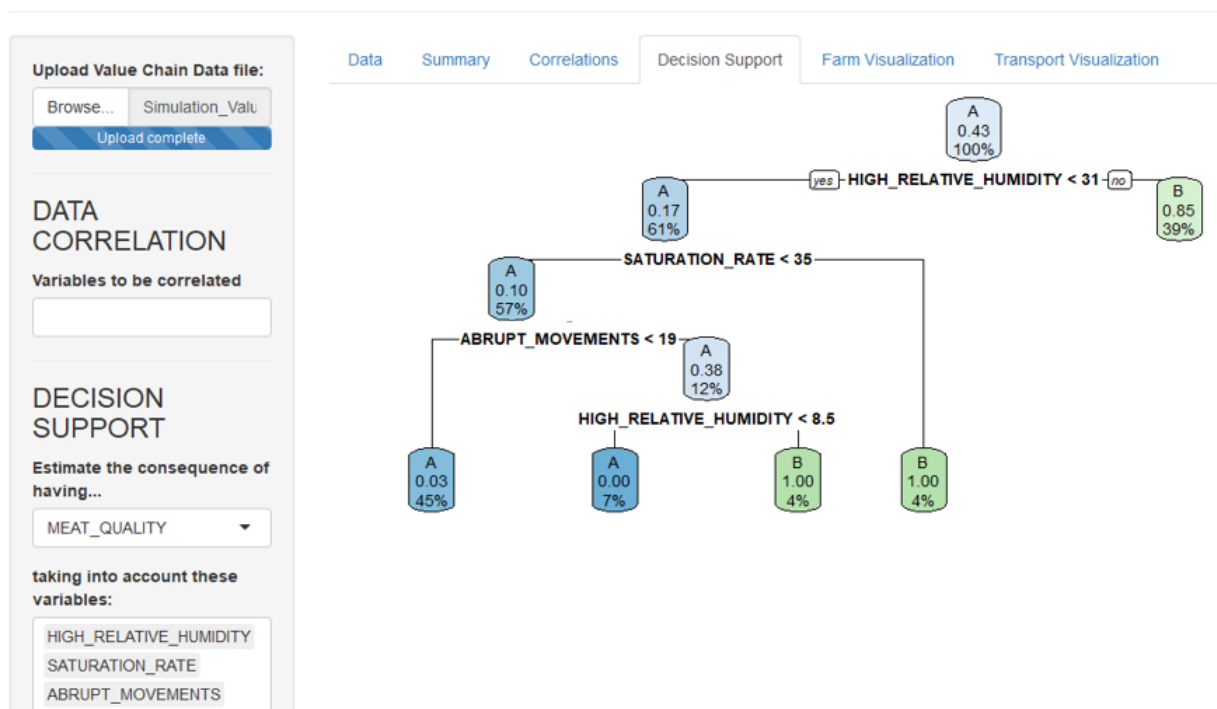 Upload Value Chain Data file:
Browse... Simulation_Valu
Upload complete
DATA
CORRELATION
Variables to be correlated
DECISION
SUPPORT
Estimate the consequence of
having...
MEAT_QUALITY
taking into account these
variables:
HIGH_RELATIVE_HUMIDITY
SATURATION_RATE
ABRUPT_MOVEMENTS
Data Summary Correlations Decision Support Farm Visualization Transport Visualization
A
0.43
100%
yes HIGH_RELATIVE_HUMIDITY < 31 no
A
0.17
61%
B
0.85
39%
SATURATION_RATE < 35
A
0.10
57%
ABRUPT_MOVEMENTS < 19
A
0.38
12%
HIGH_RELATIVE_HUMIDITY < 8.5
A
0.03
45%
A
0.00
7%
B
1.00
4%
B
1.00
4%